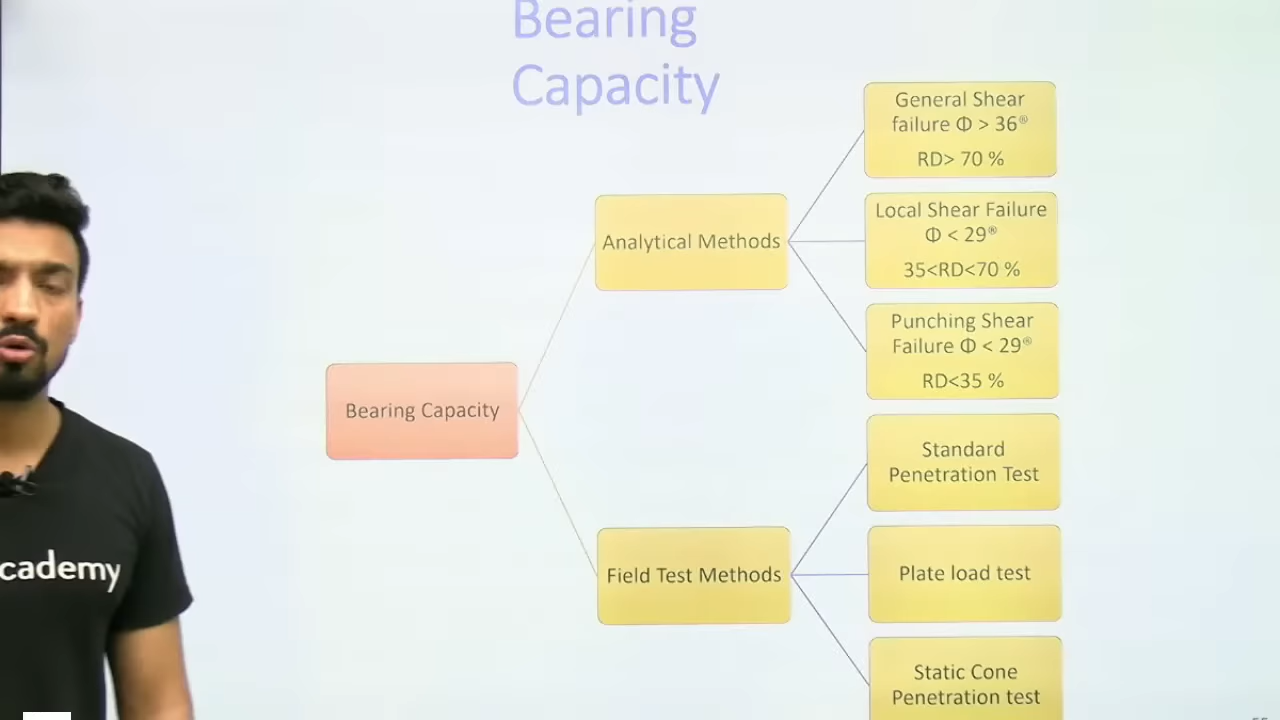 Bearing
Capacity
General Shear
failure Φ > 36®
RD> 70 %
Analytical Methods
Local Shear Failure
Φ < 29®
35<RD<70 %
Punching Shear
Failure Φ < 29®
RD<35 %
Bearing Capacity
Standard
Penetration Test
Field Test Methods
Plate load test
Static Cone
Penetration test
cademy